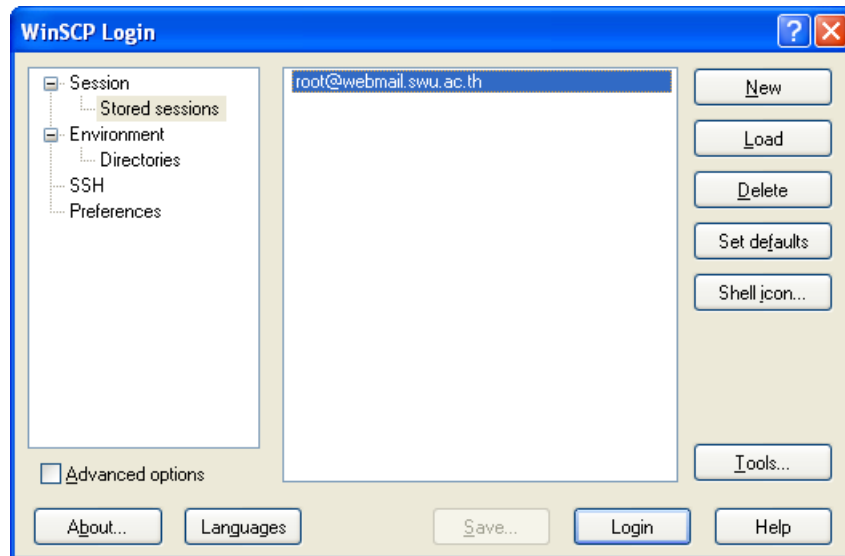 WinSCP Login
Session
Stored sessions
Environment
Directories
SSH
Preferences
Advanced options
root@webmail.swu.ac.th
New
Load
Delete
Set defaults
Shell icon...
Tools...
About...
Languages
Save...
Login
Help